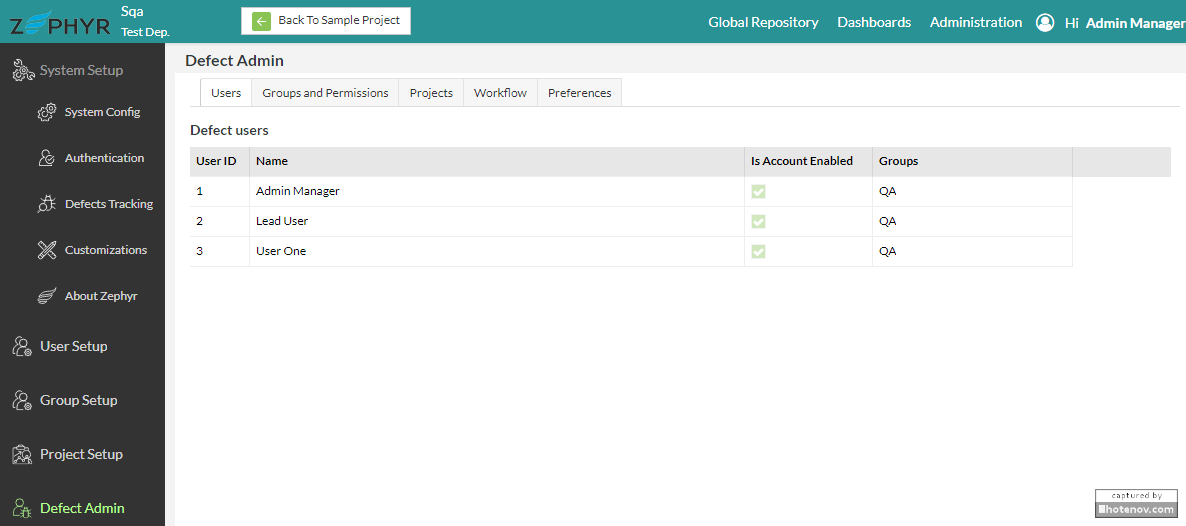 ZEPHYR
Sqa
Test Dep.
Back To Sample Project
Global Repository Dashboards Administration Hi Admin Manager
System Setup
System Config
Authentication
Defects Tracking
Customizations
About Zephyr
User Setup
Group Setup
Project Setup
Defect Admin
Defect Admin
Users Groups and Permissions Projects Workflow Preferences
Defect users
User ID Name Is Account Enabled Groups
1 Admin Manager QA
2 Lead User QA
3 User One QA
captured by
hotenov.com